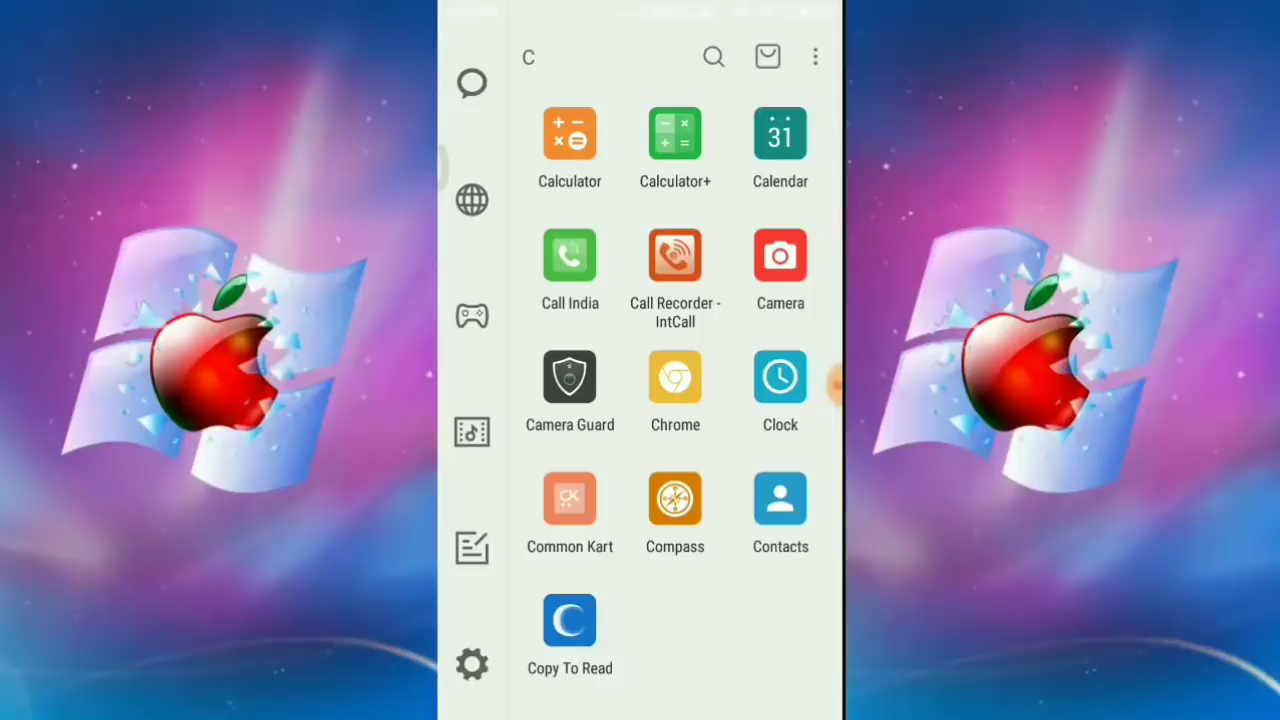 C
Calculator
Calculator+
31
Calendar
Call India
Call Recorder -
IntCall
Camera
Camera Guard
Chrome
Clock
CK
Common Kart
Compass
Contacts
C
Copy To Read